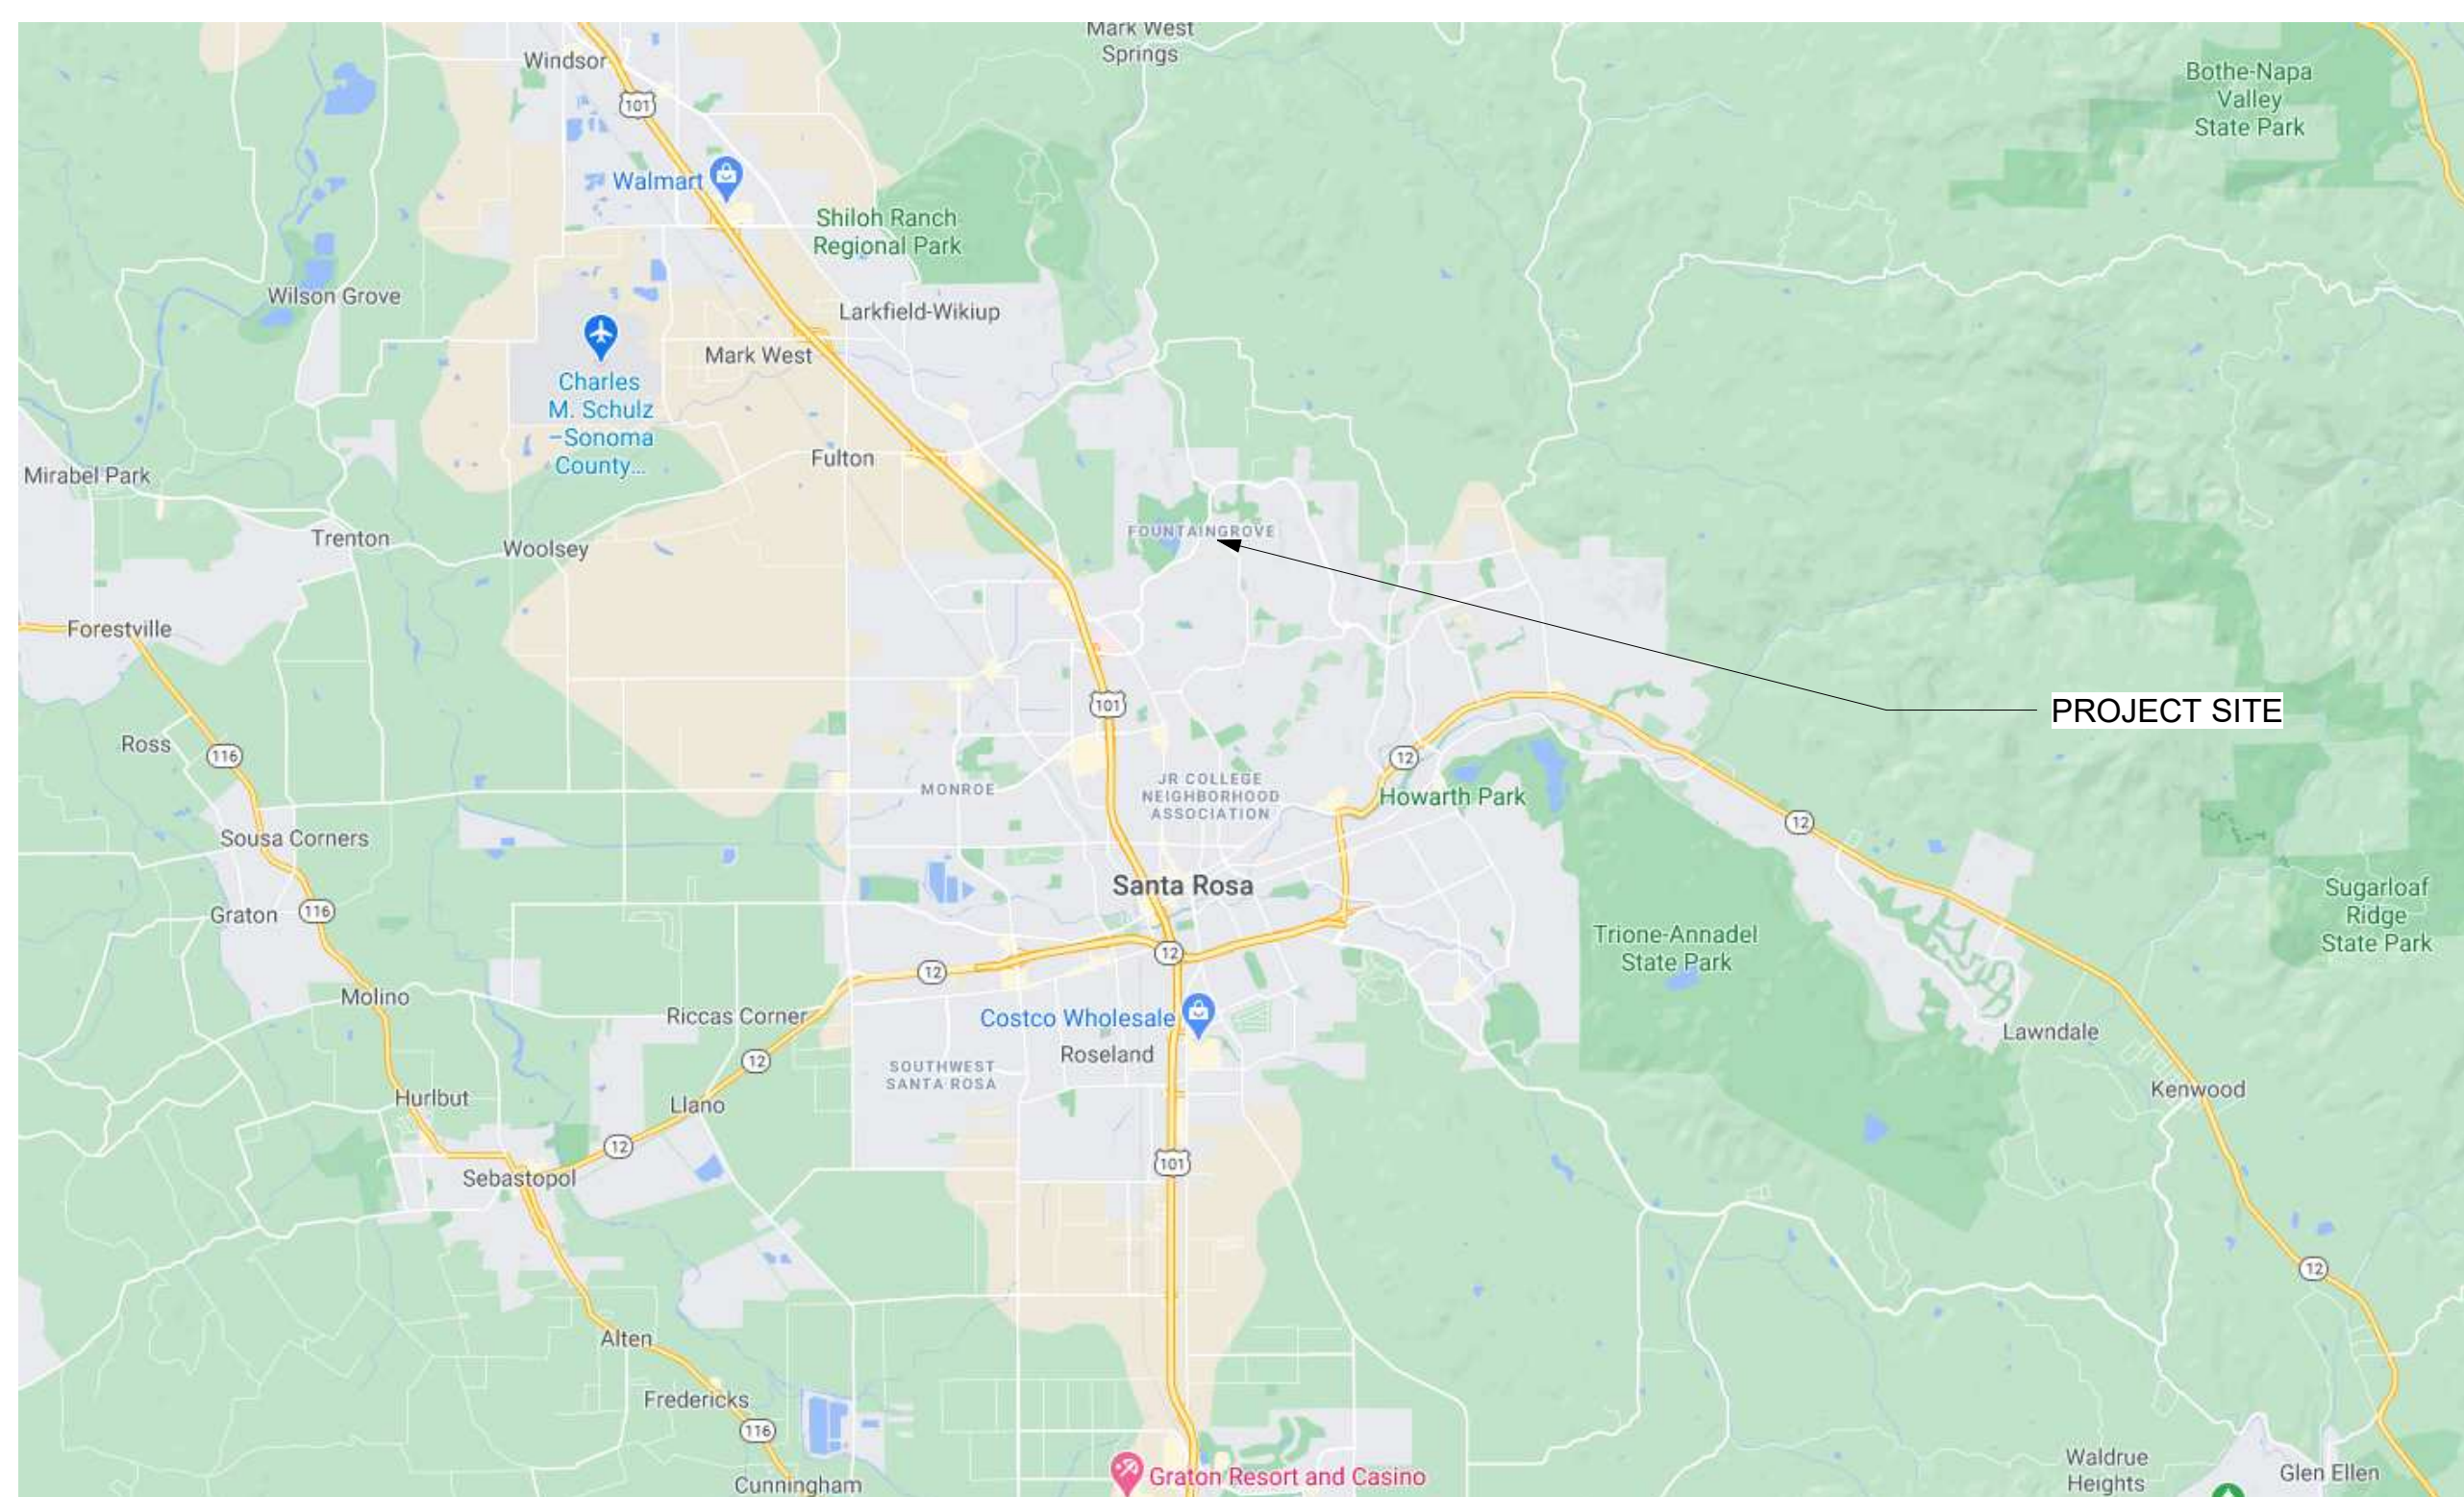 Mark West
Springs
Windsor
101
Bothe-Napa
Valley
State Park
Walmart
Shiloh Ranch
Regional Park
Wilson Grove
Larkfield-Wikiup
Mark West
Charles
M. Schulz
–Sonoma
County...
Fulton
Mirabel Park
FOUNTAINGROVE
Trenton
Woolsey
Forestville
101
PROJECT SITE
Ross
116
12
MONROE
JR COLLEGE
NEIGHBORHOOD
ASSOCIATION
Howarth Park
12
Sousa Corners
Santa Rosa
Graton
116
Sugarloaf
Ridge
State Park
Trione-Annadel
State Park
12
12
Molino
Riccas Corner
Costco Wholesale
Roseland
Lawndale
12
SOUTHWEST
SANTA ROSA
Kenwood
Hurlbut
Llano
12
101
Sebastopol
12
Alten
Fredericks
116
Cunningham
Graton Resort and Casino
Waldrue
Heights
Glen Ellen